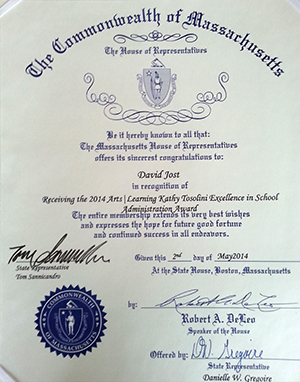 The Commonwealth of Massachusetts
The House of Representatives
Be it hereby known to all that:
The Massachusetts House of Representatives
offers its sincerest congratulations to:
David Jost
in recognition of
Receiving the 2014 Arts|Learning Kathy Tosolini Excellence in School
Administration Award
The entire membership extends its very best wishes
and expresses the hope for future good fortune
and continued success in all endeavors.
Given this 2nd day of May2014
At the State House, Boston, Massachusetts
State Representative
Tom Sannicandro
by:
Robert A. DeLeo
Speaker of the House
Offered by:
State Representative
Danielle W. Gregoire
COMMONWEALTH
OF MASSACHUSETTS